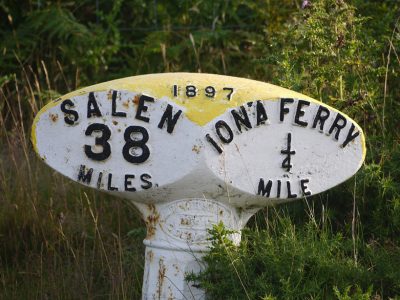 1897
SALEN
38
MILES.
IONA FERRY
1/4
MILE